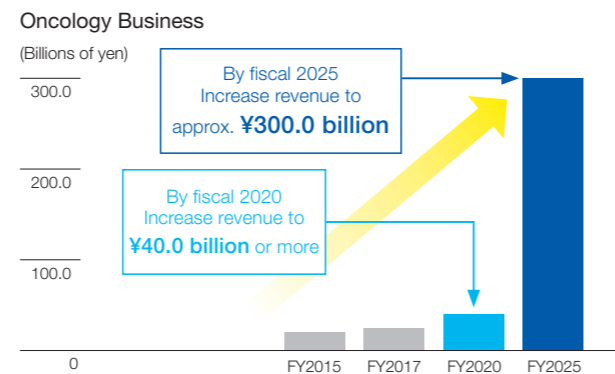 Oncology Business
(Billions of yen)
300.0
200.0
100.0
0
By fiscal 2025
Increase revenue to
approx. ¥300.0 billion
By fiscal 2020
Increase revenue to
¥40.0 billion or more
FY2015
FY2017
FY2020
FY2025